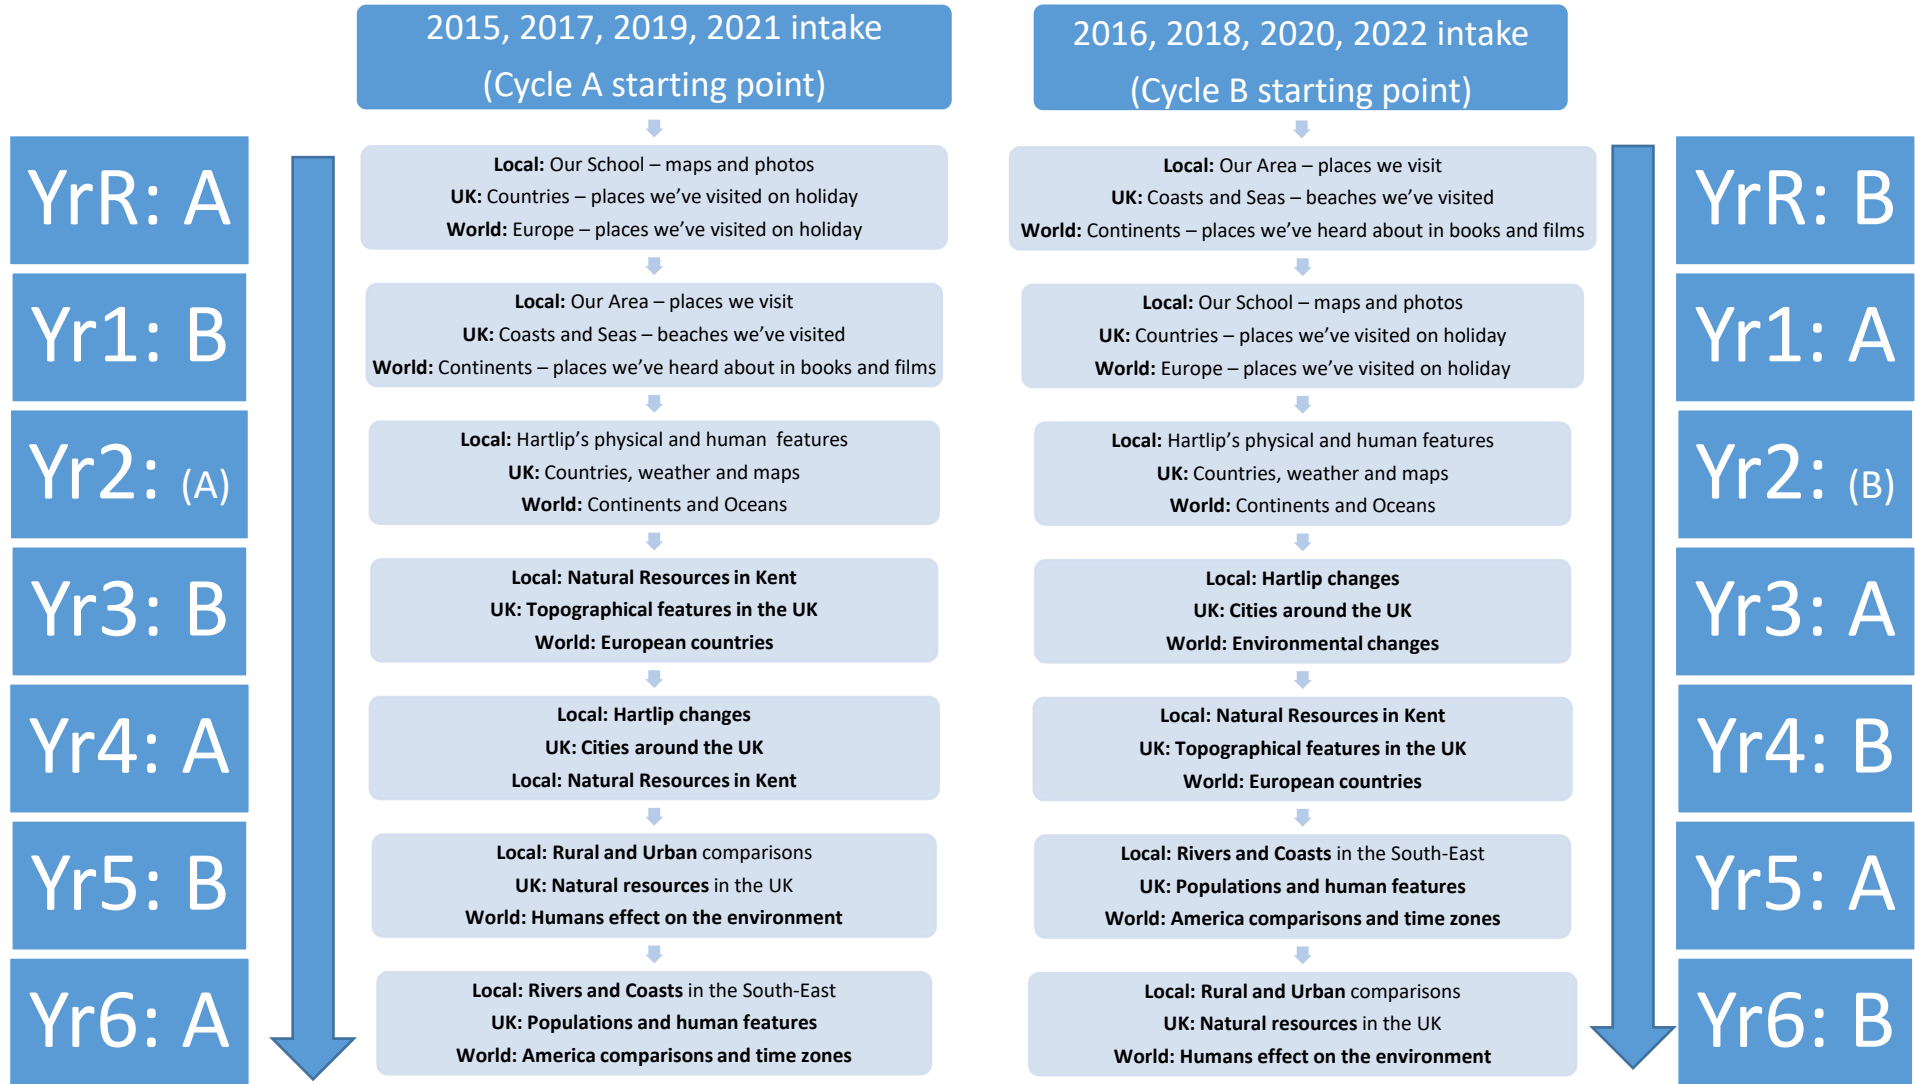 2015, 2017, 2019, 2021 intake
(Cycle A starting point)
2016, 2018, 2020, 2022 intake
(Cycle B starting point)
YrR: A
Local: Our School – maps and photos
UK: Countries – places we've visited on holiday
World: Europe – places we've visited on holiday
Local: Our Area – places we visit
UK: Coasts and Seas – beaches we've visited
World: Continents – places we've heard about in books and films
YrR: B
Yr1: B
Local: Our Area – places we visit
UK: Coasts and Seas – beaches we've visited
World: Continents – places we've heard about in books and films
Local: Our School – maps and photos
UK: Countries – places we've visited on holiday
World: Europe – places we've visited on holiday
Yr1: A
Yr2: (A)
Local: Hartlip's physical and human features
UK: Countries, weather and maps
World: Continents and Oceans
Local: Hartlip's physical and human features
UK: Countries, weather and maps
World: Continents and Oceans
Yr2: (B)
Yr3: B
Local: Natural Resources in Kent
UK: Topographical features in the UK
World: European countries
Local: Hartlip changes
UK: Cities around the UK
World: Environmental changes
Yr3: A
Yr4: A
Local: Hartlip changes
UK: Cities around the UK
Local: Natural Resources in Kent
Local: Natural Resources in Kent
UK: Topographical features in the UK
World: European countries
Yr4: B
Yr5: B
Local: Rural and Urban comparisons
UK: Natural resources in the UK
World: Humans effect on the environment
Local: Rivers and Coasts in the South-East
UK: Populations and human features
World: America comparisons and time zones
Yr5: A
Yr6: A
Local: Rivers and Coasts in the South-East
UK: Populations and human features
World: America comparisons and time zones
Local: Rural and Urban comparisons
UK: Natural resources in the UK
World: Humans effect on the environment
Yr6: B